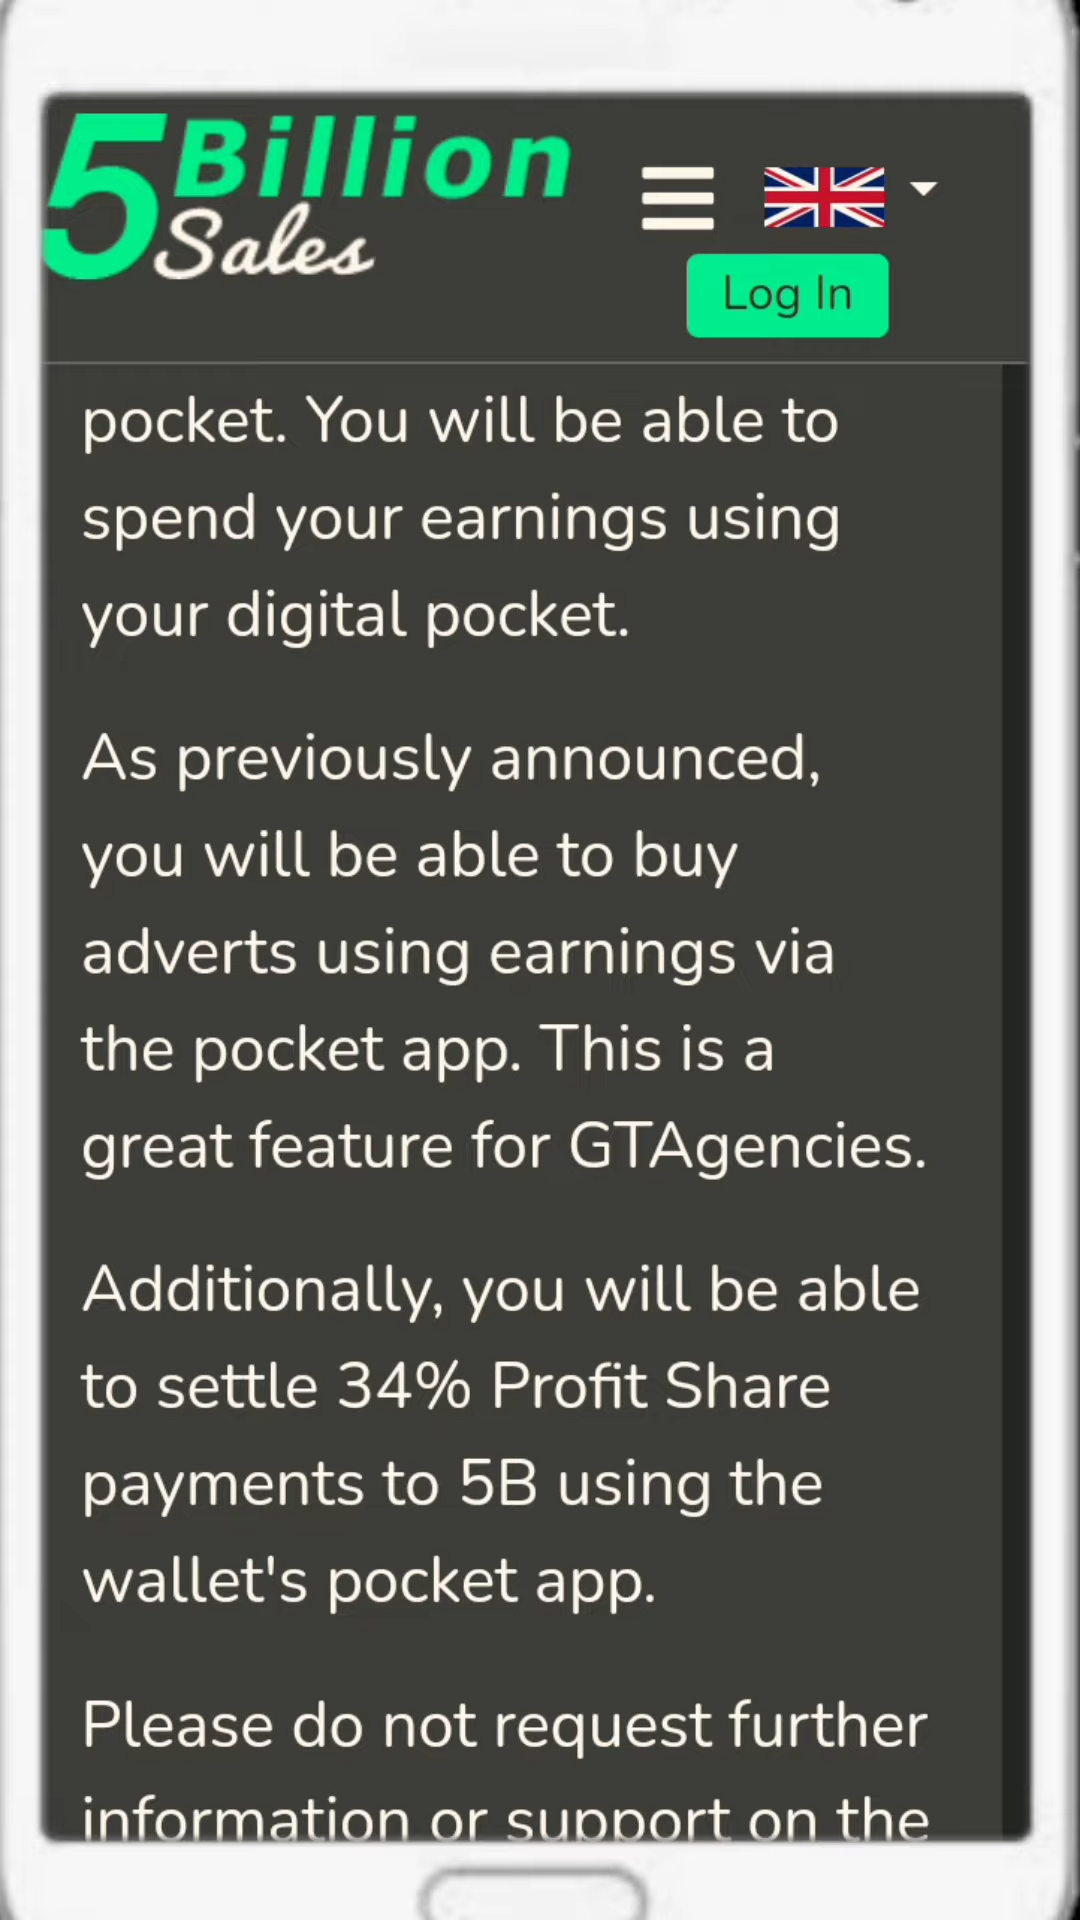 5 Billion
Sales
Log In
pocket. You will be able to
spend your earnings using
your digital pocket.
As previously announced,
you will be able to buy
adverts using earnings via
the pocket app. This is a
great feature for GTAgencies.
Additionally, you will be able
to settle 34% Profit Share
payments to 5B using the
wallet's pocket app.
Please do not request further
information or support on the